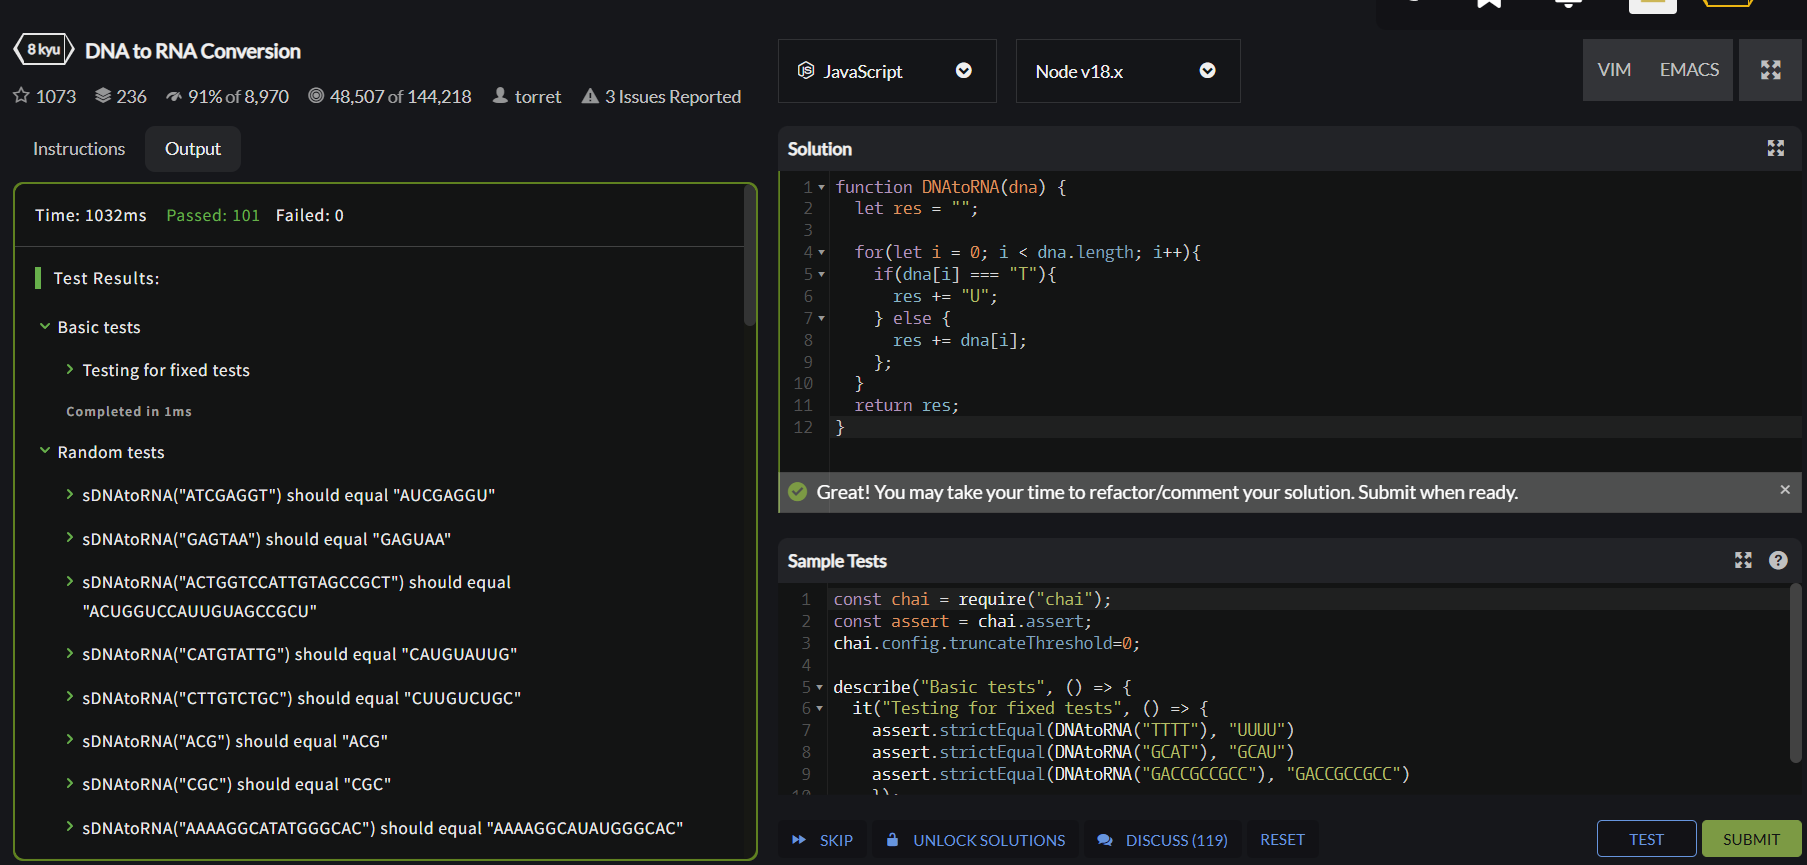 8 kyu DNA to RNA Conversion
1073 236 91% of 8,970 48,507 of 144,218 torret 3 Issues Reported
Instructions Output
Time: 1032ms Passed: 101 Failed: 0
Test Results:
Basic tests
Testing for fixed tests
Completed in 1ms
Random tests
sDNAtoRNA("ATCGAGGT") should equal "AUCGAGGU"
sDNAtoRNA("GAGTAA") should equal "GAGUAA"
sDNAtoRNA("ACTGGTCCATTGTAGCCGCT") should equal
"ACUGGUCCAUUGUAGCCGCU"
sDNAtoRNA("CATGTATTG") should equal "CAUGUAUUG"
sDNAtoRNA("CTTGTCTGC") should equal "CUUGUCUGC"
sDNAtoRNA("ACG") should equal "ACG"
sDNAtoRNA("CGC") should equal "CGC"
sDNAtoRNA("AAAAGGCATATGGGCAC") should equal "AAAAGGCAUAUGGGCAC"
JavaScript Node v18.x VIM EMACS
Solution
1 function DNAtoRNA(dna) {
2 let res = "";
3
4 for(let i = 0; i < dna.length; i++){
5 if(dna[i] === "T"){
6 res += "U";
7 } else {
8 res += dna[i];
9 };
10 }
11 return res;
12 }
Great! You may take your time to refactor/comment your solution. Submit when ready.
Sample Tests
1 const chai = require("chai");
2 const assert = chai.assert;
3 chai.config.truncateThreshold=0;
4
5 describe("Basic tests", () => {
6 it("Testing for fixed tests", () => {
7 assert.strictEqual(DNAtoRNA("TTTT"), "UUUU")
8 assert.strictEqual(DNAtoRNA("GCAT"), "GCAU")
9 assert.strictEqual(DNAtoRNA("GACCGCCGCC"), "GACCGCCGCC")
10 });
SKIP UNLOCK SOLUTIONS DISCUSS (119) RESET TEST SUBMIT